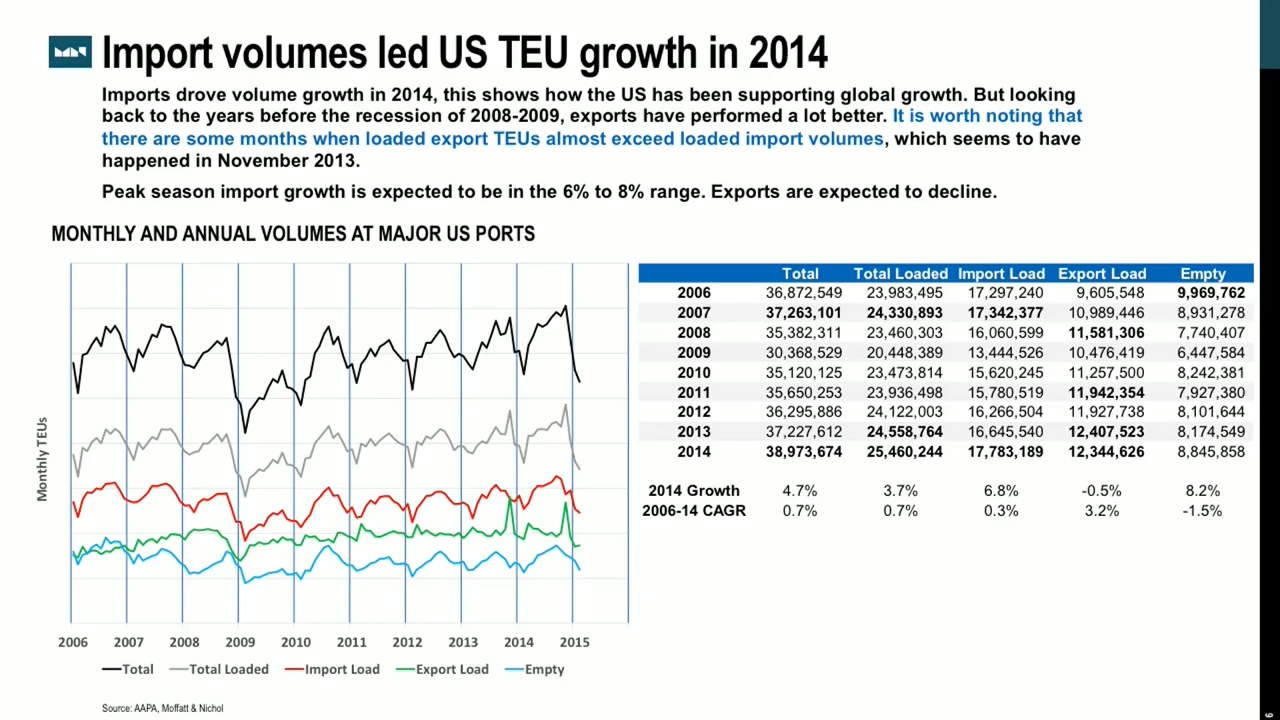 Import volumes led US TEU growth in 2014
Imports drove volume growth in 2014, this shows how the US has been supporting global growth. But looking
back to the years before the recession of 2008-2009, exports have performed a lot better. It is worth noting that
there are some months when loaded export TEUs almost exceed loaded import volumes, which seems to have
happened in November 2013.
Peak season import growth is expected to be in the 6% to 8% range. Exports are expected to decline.
MONTHLY AND ANNUAL VOLUMES AT MAJOR US PORTS
Monthly TEUs
2006 2007 2008 2009 2010 2011 2012 2013 2014 2015
Total Total Loaded Import Load Export Load Empty
Total Total Loaded Import Load Export Load Empty
2006 36,872,549 23,983,495 17,297,240 9,605,548 9,969,762
2007 37,263,101 24,330,893 17,342,377 10,989,446 8,931,278
2008 35,382,311 23,460,303 16,060,599 11,581,306 7,740,407
2009 30,368,529 20,448,389 13,444,526 10,476,419 6,447,584
2010 35,120,125 23,473,814 15,620,245 11,257,500 8,242,381
2011 35,650,253 23,936,498 15,780,519 11,942,354 7,927,380
2012 36,295,886 24,122,003 16,266,504 11,927,738 8,101,644
2013 37,227,612 24,558,764 16,645,540 12,407,523 8,174,549
2014 38,973,674 25,460,244 17,783,189 12,344,626 8,845,858
2014 Growth 4.7% 3.7% 6.8% -0.5% 8.2%
2006-14 CAGR 0.7% 0.7% 0.3% 3.2% -1.5%
Source: AAPA, Moffatt & Nichol